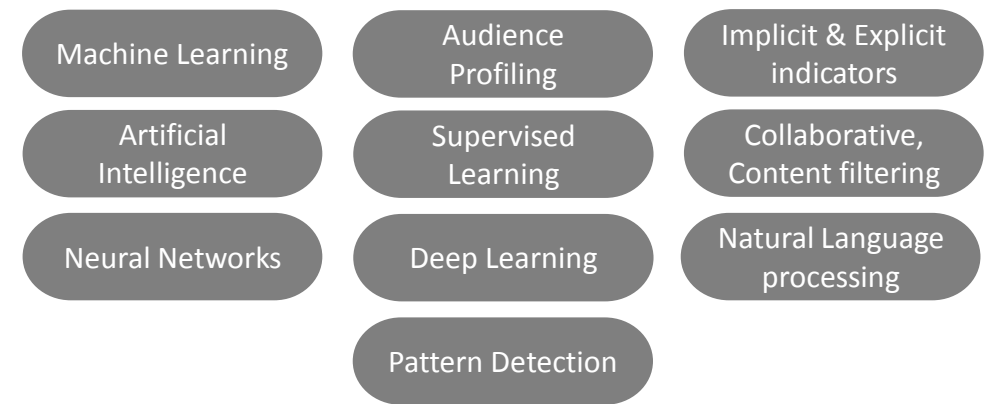 Machine Learning
Audience
Profiling
Implicit & Explicit
indicators
Artificial
Intelligence
Supervised
Learning
Collaborative,
Content filtering
Neural Networks
Deep Learning
Natural Language
processing
Pattern Detection